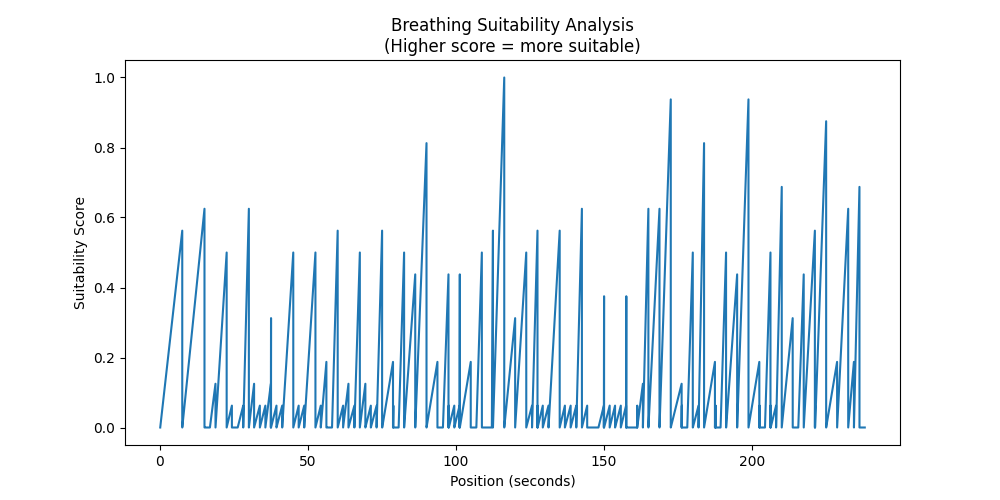 Breathing Suitability Analysis
(Higher score = more suitable)
Suitability Score
1.0
0.8
0.6
0.4
0.2
0.0
0 50 100 150 200
Position (seconds)